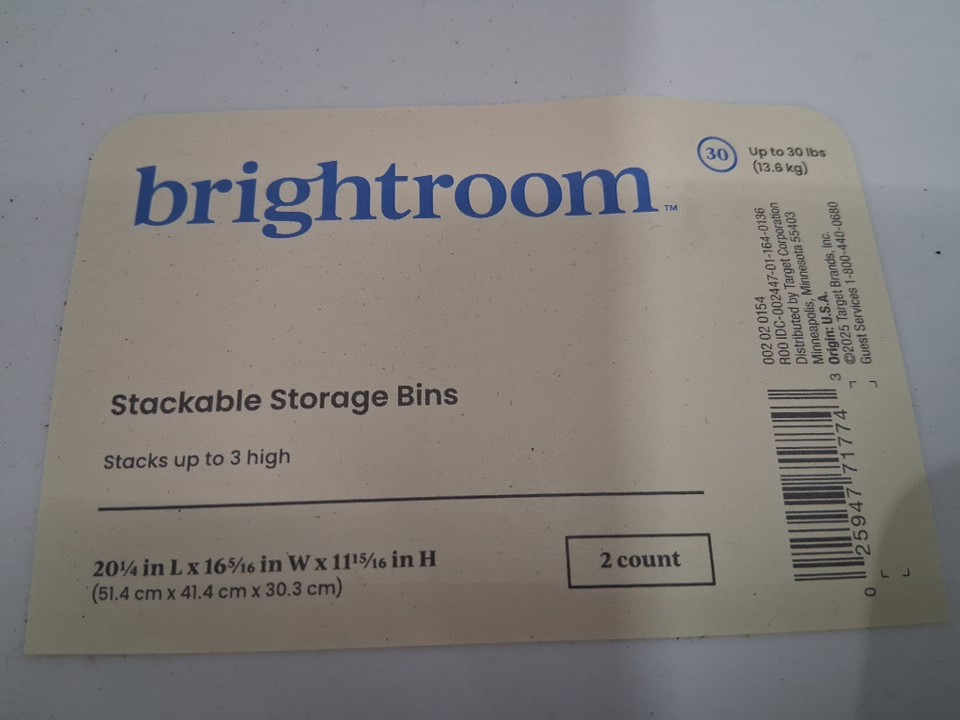 brightroom™
30
Up to 30 lbs
(13.6 kg)
Stackable Storage Bins
Stacks up to 3 high
20¼ in L x 16⁵⁄₁₆ in W x 11¹⁵⁄₁₆ in H
(51.4 cm x 41.4 cm x 30.3 cm)
2 count
002 02 0154
R00 IDC-002447-01-164-0136
Distributed by Target Corporation
Minneapolis, Minnesota 55403
Origin: U.S.A.
©2025 Target Brands, Inc.
Guest Services 1-800-440-0680
0 25947 71774 3